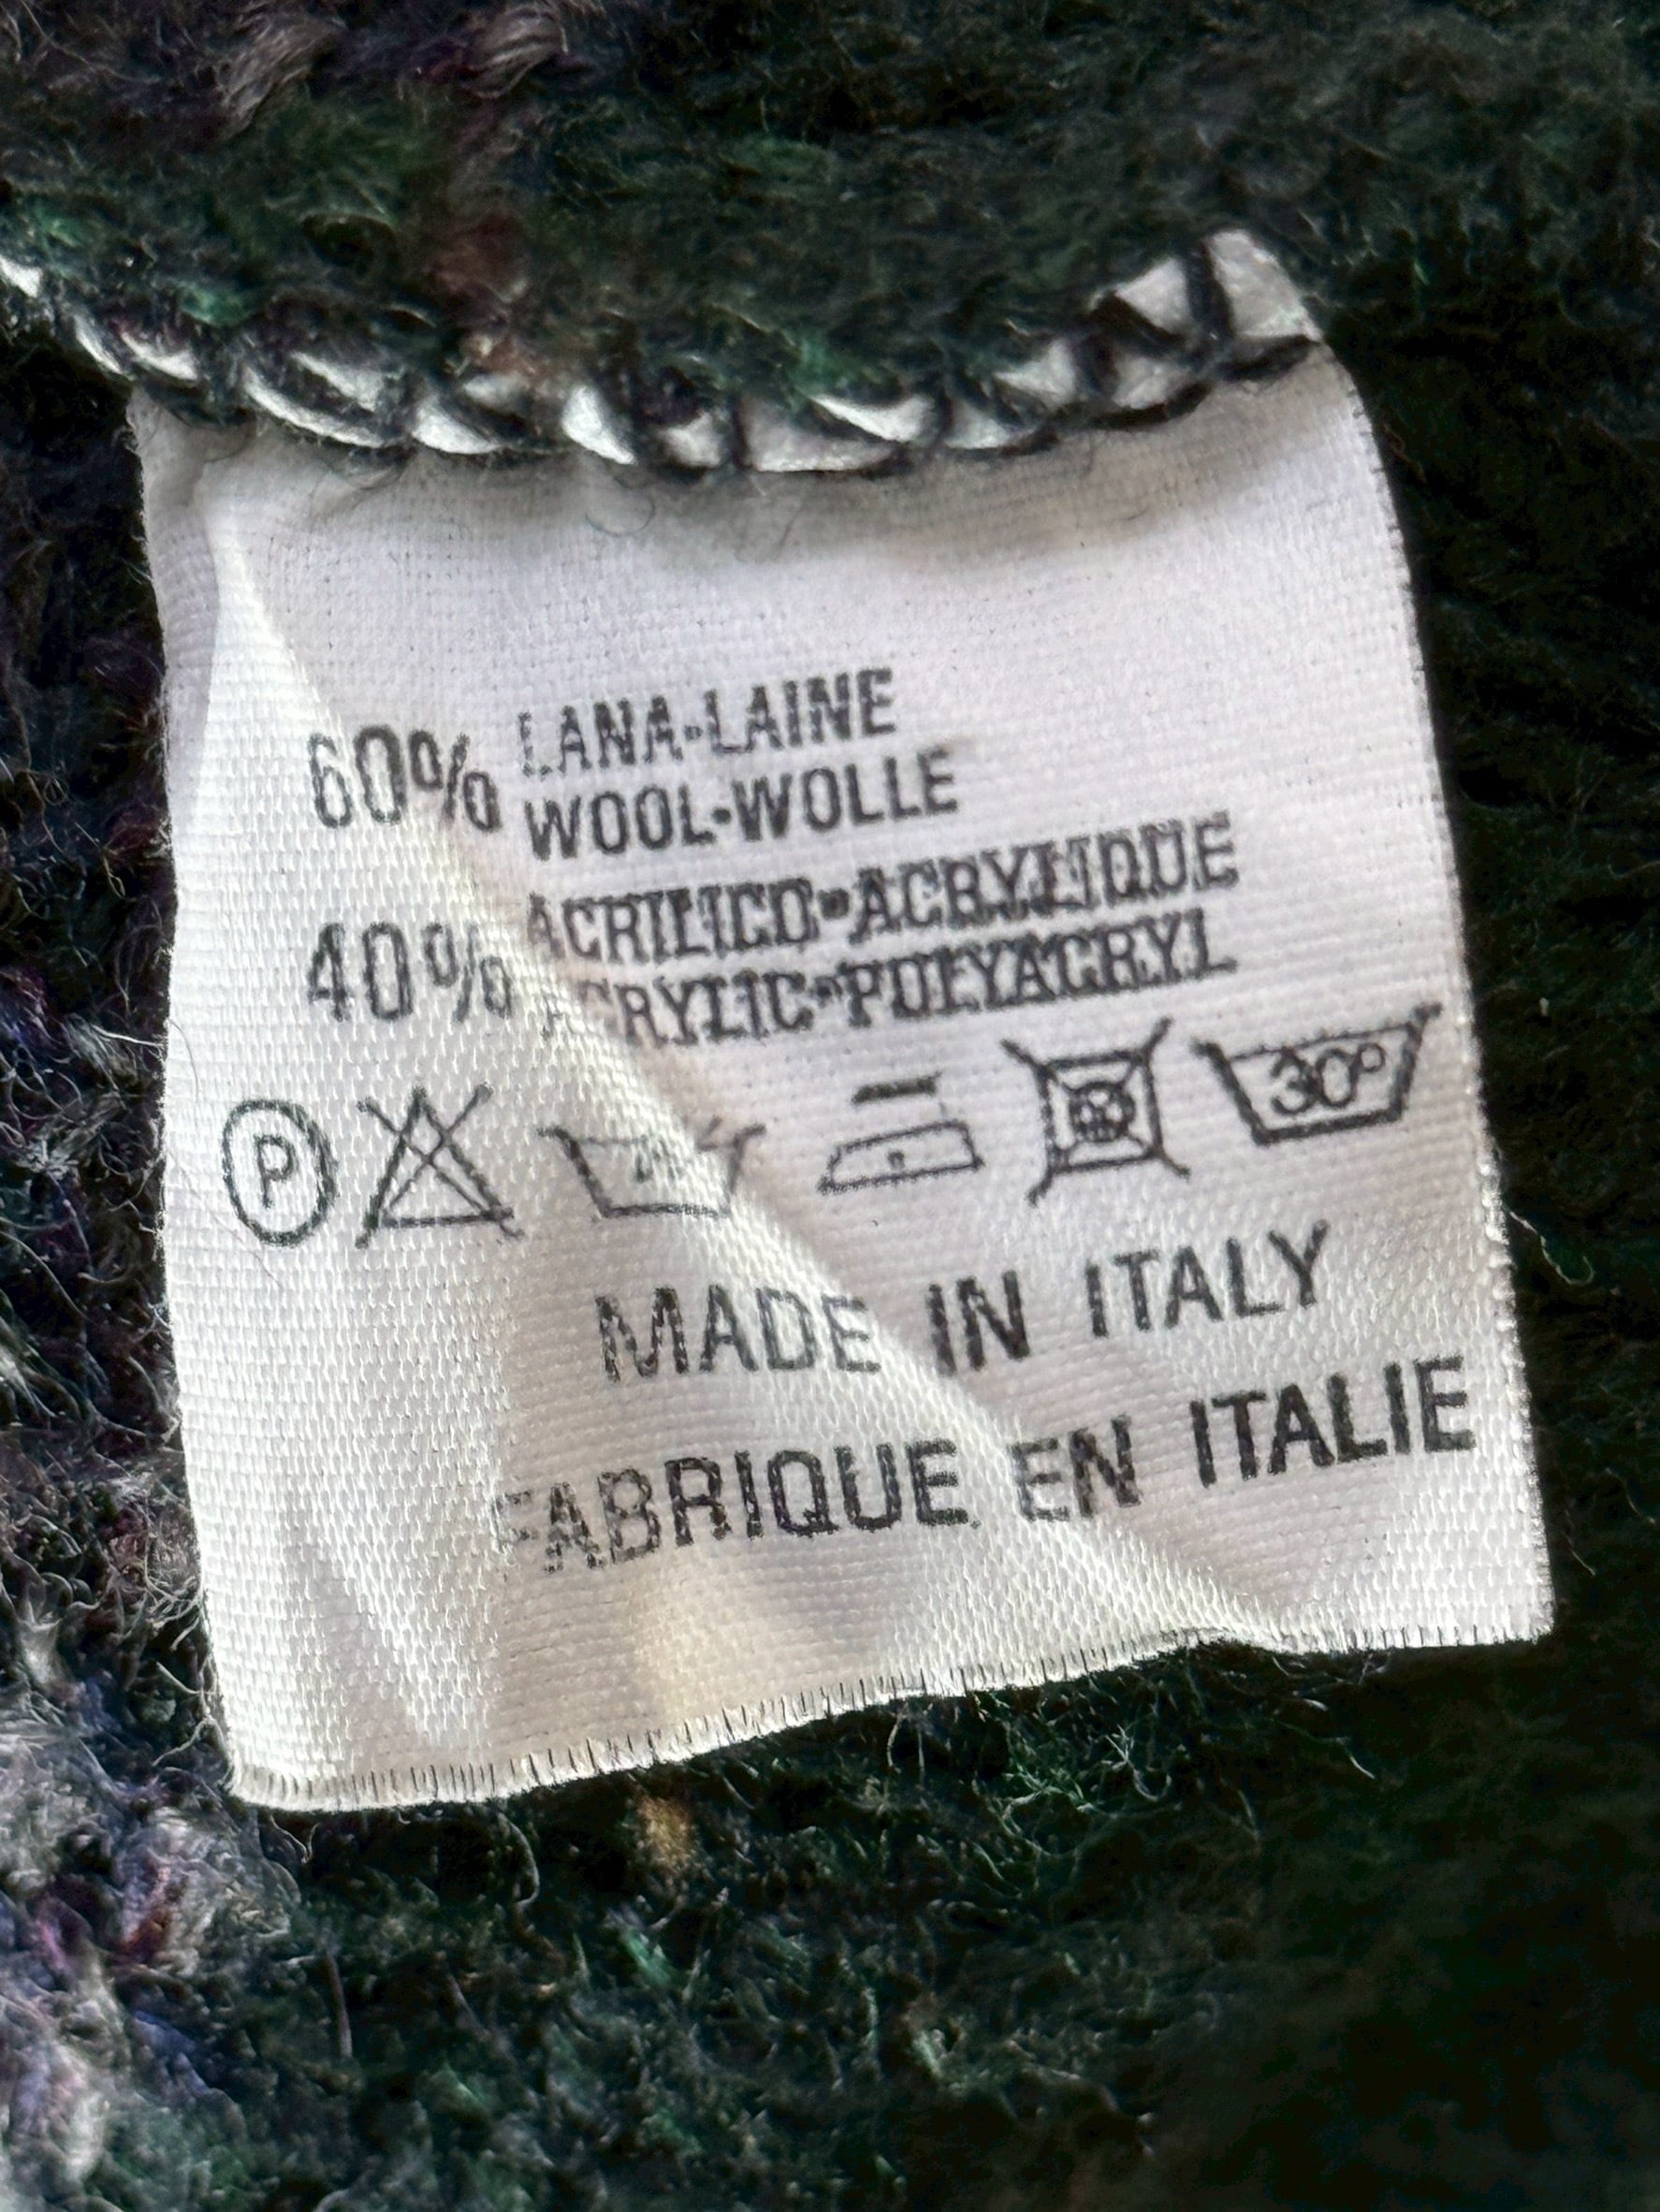 60% LANA-LAINE
WOOL-WOLLE
40% ACRILICO-ACRYLIQUE
ACRYLIC-POLYACRYL
P 30°
MADE IN ITALY
FABRIQUE EN ITALIE